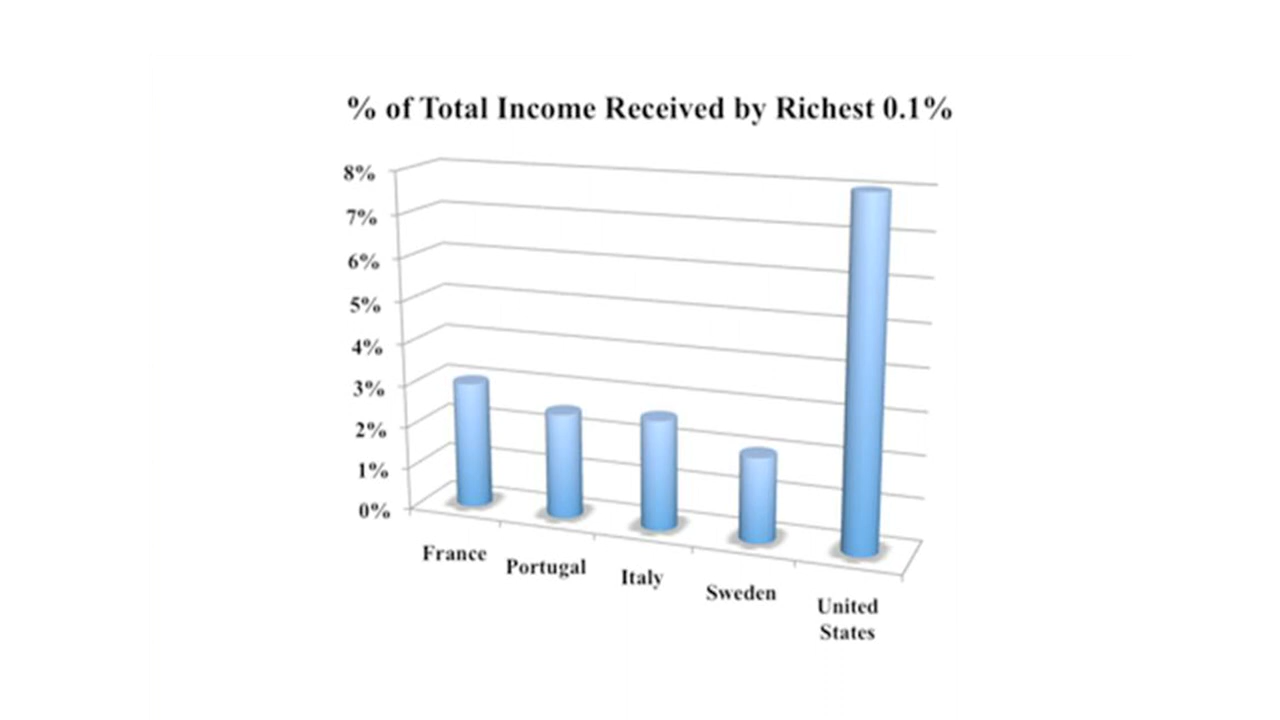 % of Total Income Received by Richest 0.1%
8%
7%
6%
5%
4%
3%
2%
1%
0%
France
Portugal
Italy
Sweden
United
States